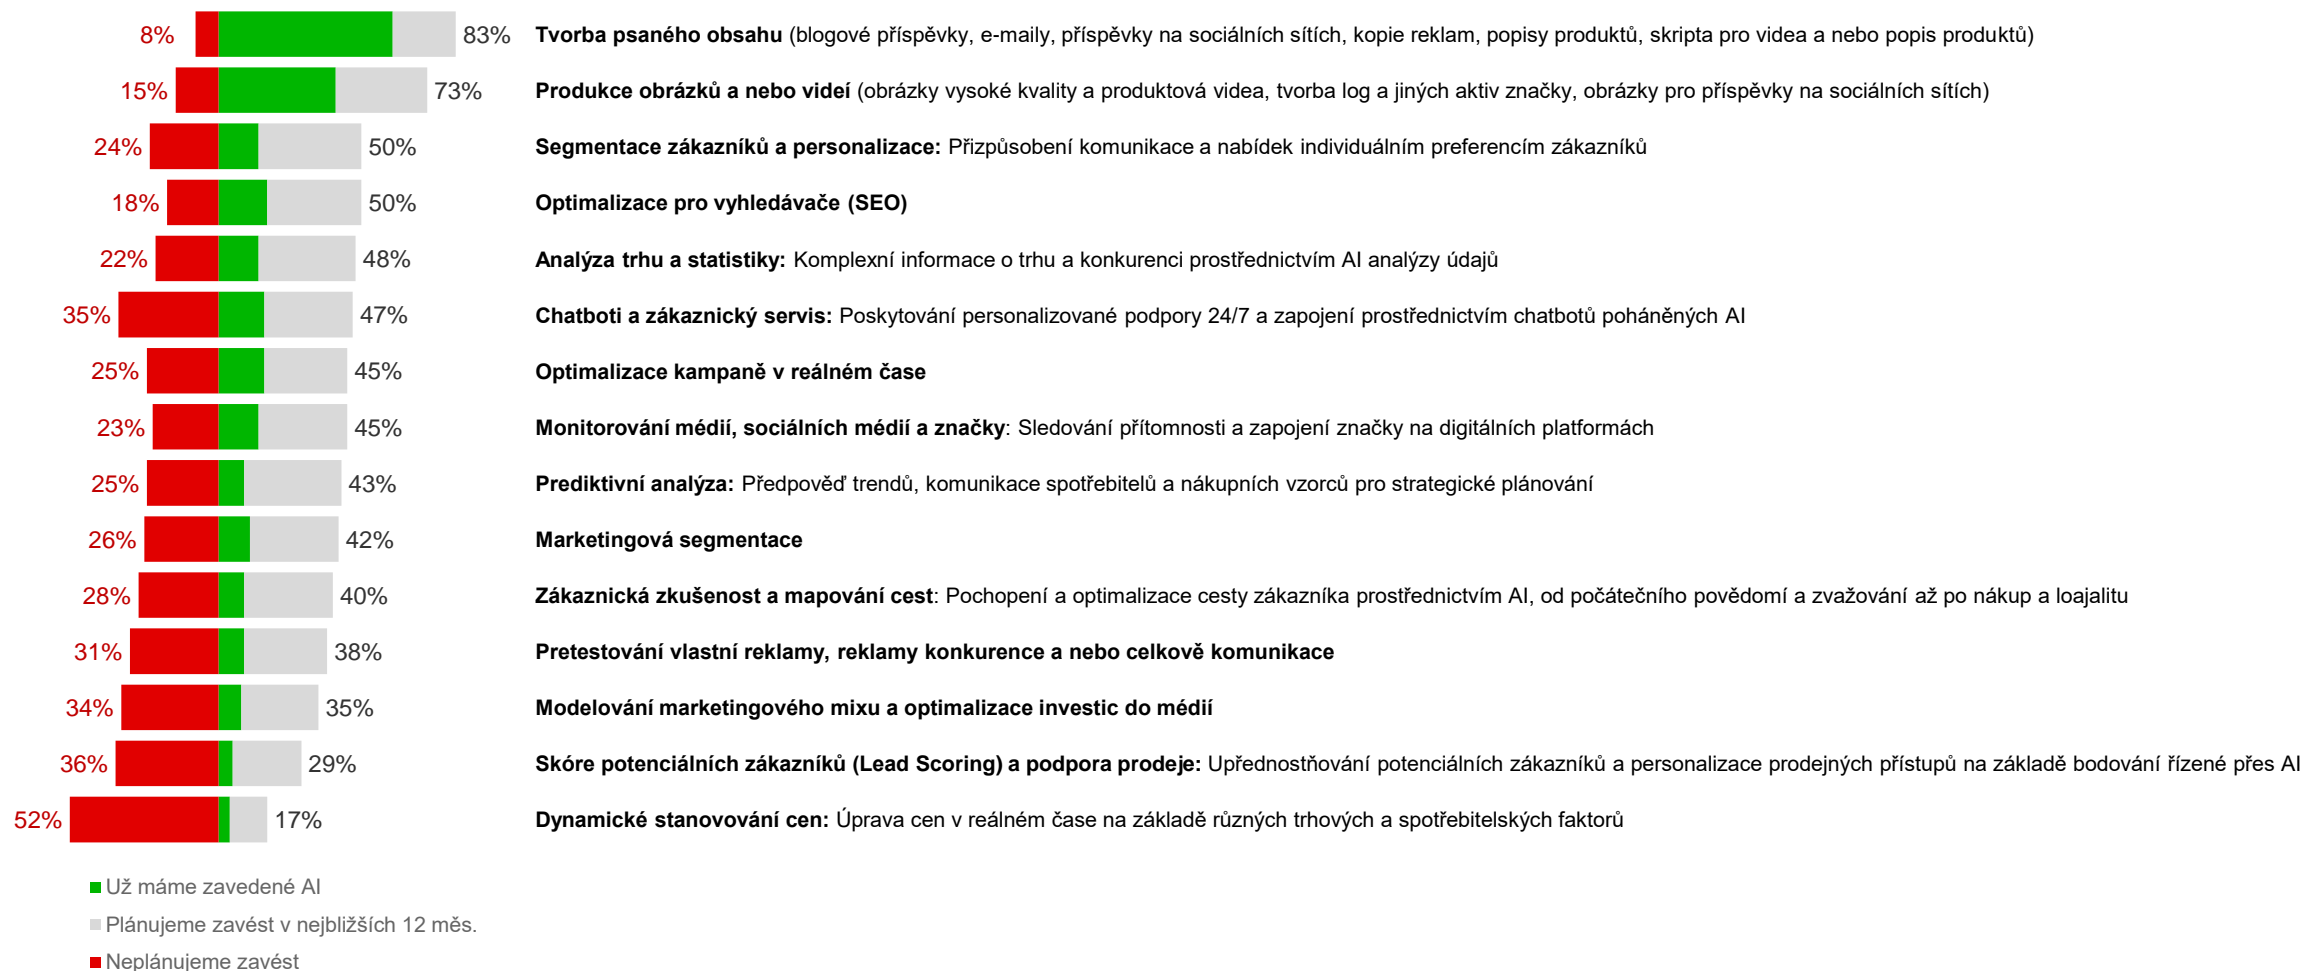 8% 83% Tvorba psaného obsahu (blogové příspěvky, e-maily, příspěvky na sociálních sítích, kopie reklam, popisy produktů, skripta pro videa a nebo popis produktů)
15% 73% Produkce obrázků a nebo videí (obrázky vysoké kvality a produktová videa, tvorba log a jiných aktiv značky, obrázky pro příspěvky na sociálních sítích)
24% 50% Segmentace zákazníků a personalizace: Přizpůsobení komunikace a nabídek individuálním preferencím zákazníků
18% 50% Optimalizace pro vyhledávače (SEO)
22% 48% Analýza trhu a statistiky: Komplexní informace o trhu a konkurenci prostřednictvím AI analýzy údajů
35% 47% Chatboti a zákaznický servis: Poskytování personalizované podpory 24/7 a zapojení prostřednictvím chatbotů poháněných AI
25% 45% Optimalizace kampaně v reálném čase
23% 45% Monitorování médií, sociálních médií a značky: Sledování přítomnosti a zapojení značky na digitálních platformách
25% 43% Prediktivní analýza: Předpověď trendů, komunikace spotřebitelů a nákupních vzorců pro strategické plánování
26% 42% Marketingová segmentace
28% 40% Zákaznická zkušenost a mapování cest: Pochopení a optimalizace cesty zákazníka prostřednictvím AI, od počátečního povědomí a zvažování až po nákup a loajalitu
31% 38% Pretestování vlastní reklamy, reklamy konkurence a nebo celkově komunikace
34% 35% Modelování marketingového mixu a optimalizace investic do médií
36% 29% Skóre potenciálních zákazníků (Lead Scoring) a podpora prodeje: Upřednostňování potenciálních zákazníků a personalizace prodejných přístupů na základě bodování řízené přes AI
52% 17% Dynamické stanovování cen: Úprava cen v reálném čase na základě různých trhových a spotřebitelských faktorů
Už máme zavedené AI
Plánujeme zavést v nejbližších 12 měs.
Neplánujeme zavést